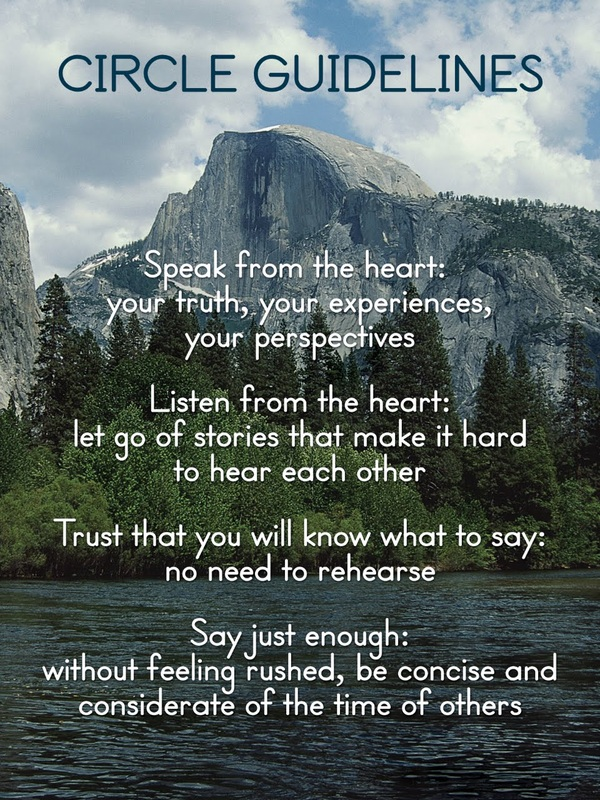 CIRCLE GUIDELINES
Speak from the heart:
your truth, your experiences,
your perspectives
Listen from the heart:
let go of stories that make it hard
to hear each other
Trust that you will know what to say:
no need to rehearse
Say just enough:
without feeling rushed, be concise and
considerate of the time of others